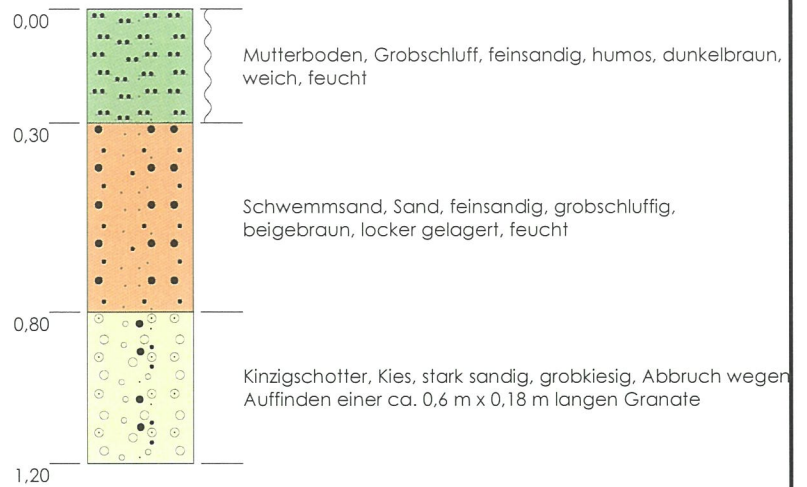 0,00
Mutterboden, Grobschluff, feinsandig, humos, dunkelbraun,
weich, feucht
0,30
Schwemmsand, Sand, feinsandig, grobschluffig,
beigebraun, locker gelagert, feucht
0,80
Kinzigschotter, Kies, stark sandig, grobkiesig, Abbruch wegen
Auffinden einer ca. 0,6 m x 0,18 m langen Granate
1,20